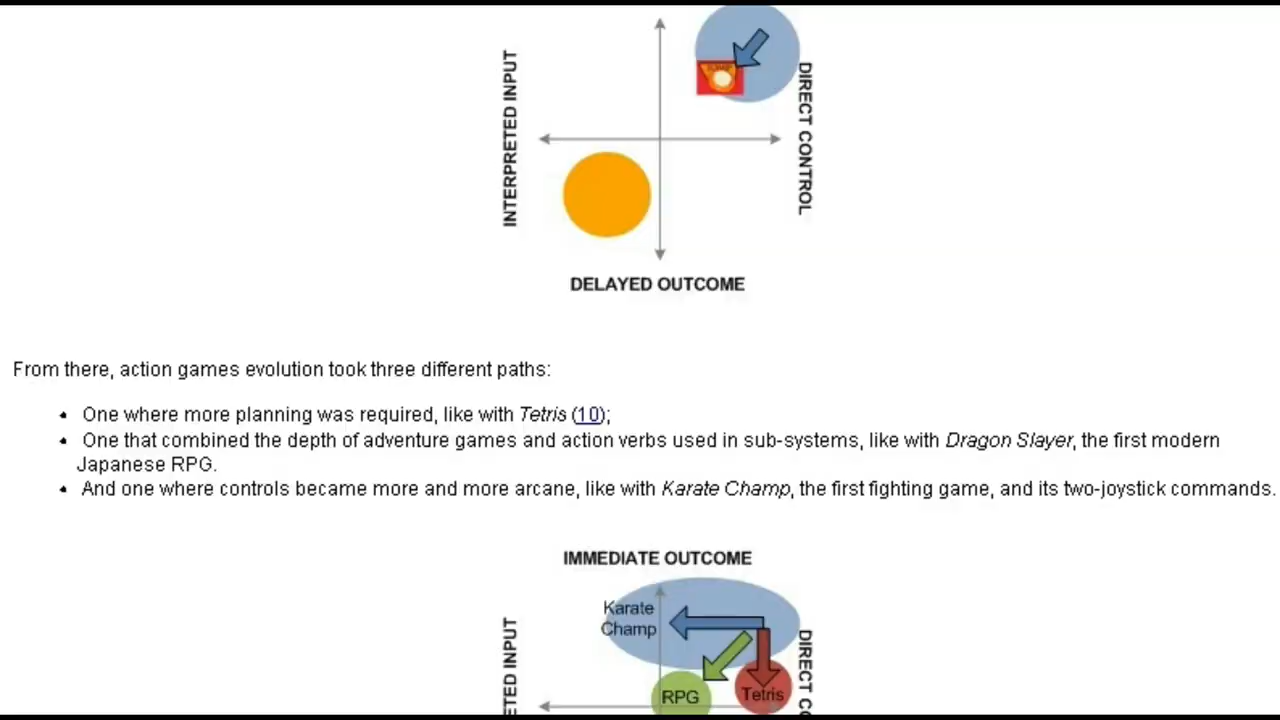 INTERPRETED INPUT
DIRECT CONTROL
DELAYED OUTCOME
From there, action games evolution took three different paths:
• One where more planning was required, like with Tetris (10);
• One that combined the depth of adventure games and action verbs used in sub-systems, like with Dragon Slayer, the first modern
Japanese RPG.
• And one where controls became more and more arcane, like with Karate Champ, the first fighting game, and its two-joystick commands.
IMMEDIATE OUTCOME
Karate
Champ
ETED INPUT
DIRECT CO
RPG
Tetris